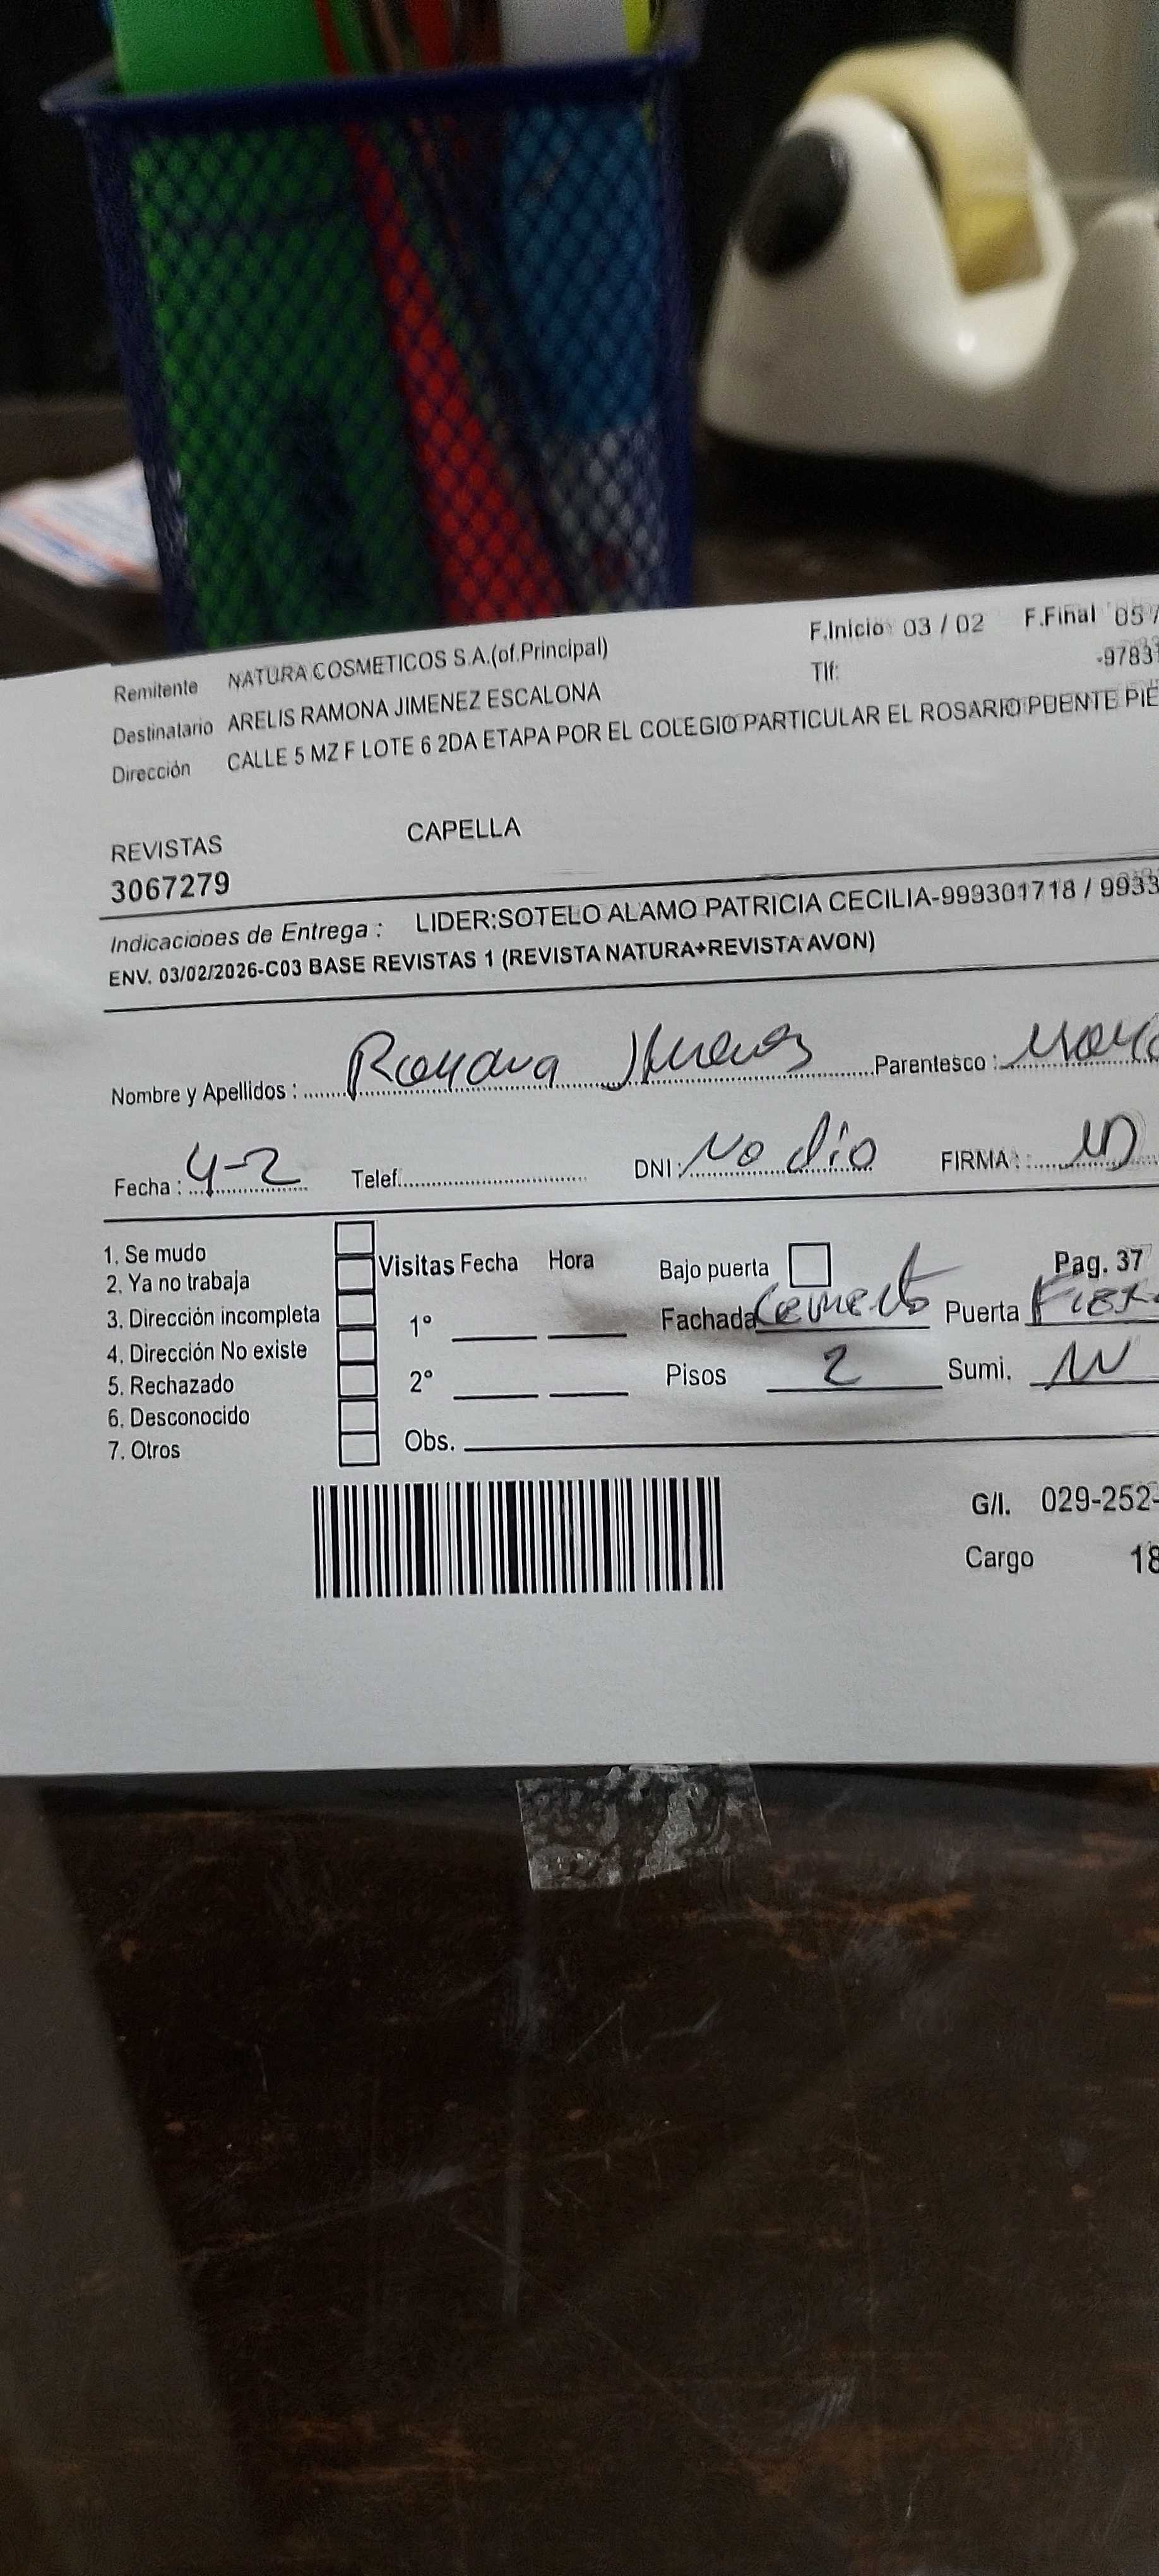 Remitente NATURA COSMETICOS S.A.(of.Principal) F.Inicio 03 / 02 F.Final 05 /
Tlf: -9783
Destinatario ARELIS RAMONA JIMENEZ ESCALONA
Dirección CALLE 5 MZ F LOTE 6 2DA ETAPA POR EL COLEGIO PARTICULAR EL ROSARIO PUENTE PIE
REVISTAS CAPELLA
3067279
Indicaciones de Entrega : LIDER:SOTELO ALAMO PATRICIA CECILIA-999301718 / 9933
ENV. 03/02/2026-C03 BASE REVISTAS 1 (REVISTA NATURA+REVISTA AVON)
Nombre y Apellidos : Parentesco :
Fecha : 4-2 Telef. DNI : No dio FIRMA :
1. Se mudo
2. Ya no trabaja Visitas Fecha Hora Bajo puerta Pag. 37
3. Dirección incompleta 1° Fachada Cemento Puerta
4. Dirección No existe
5. Rechazado 2° Pisos 2 Sumi.
6. Desconocido
7. Otros Obs.
G/I. 029-252-
Cargo 18